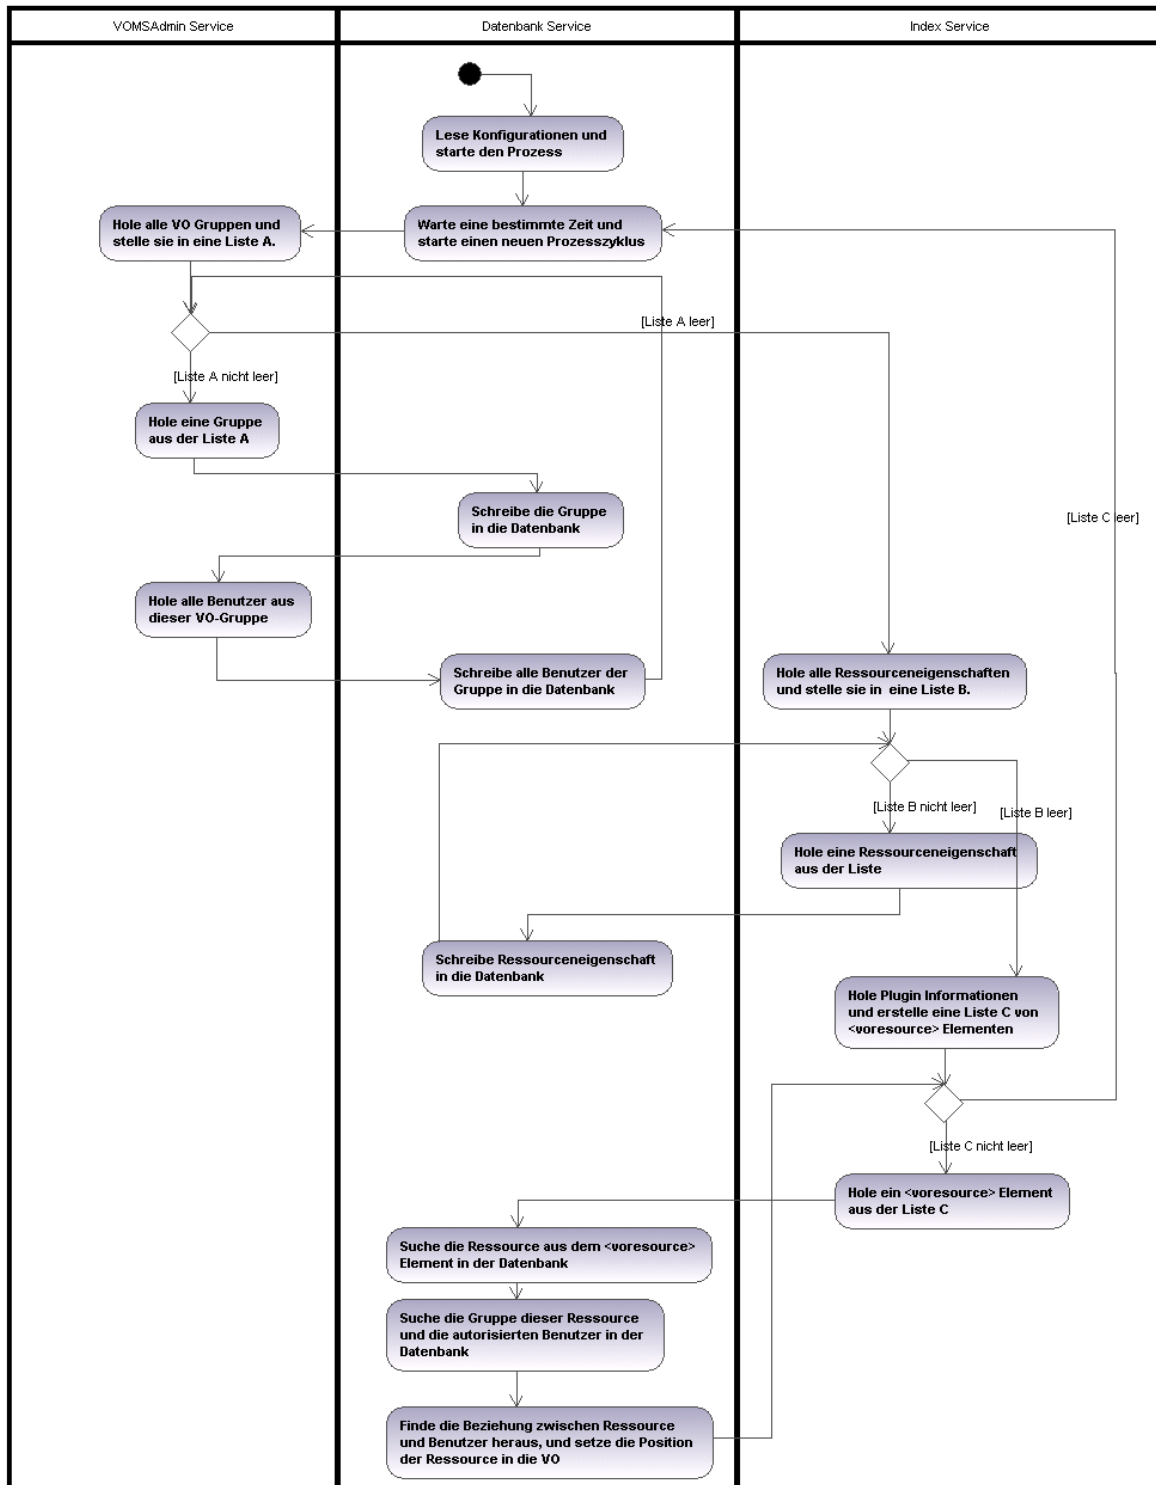 VOMSAdmin Service
Datenbank Service
Index Service
Lese Konfigurationen und
starte den Prozess
Hole alle VO Gruppen und
stelle sie in eine Liste A.
Warte eine bestimmte Zeit und
starte einen neuen Prozesszyklus
[Liste A leer]
[Liste A nicht leer]
Hole eine Gruppe
aus der Liste A
Schreibe die Gruppe
in die Datenbank
[Liste C leer]
Hole alle Benutzer aus
dieser VO-Gruppe
Schreibe alle Benutzer der
Gruppe in die Datenbank
Hole alle Ressourceneigenschaften
und stelle sie in eine Liste B.
[Liste B nicht leer]
[Liste B leer]
Hole eine Ressourceneigenschaft
aus der Liste
Schreibe Ressourceneigenschaft
in die Datenbank
Hole Plugin Informationen
und erstelle eine Liste C von
<voresource> Elementen
[Liste C nicht leer]
Hole ein <voresource> Element
aus der Liste C
Suche die Ressource aus dem <voresource>
Element in der Datenbank
Suche die Gruppe dieser Ressource
und die autorisierten Benutzer in der
Datenbank
Finde die Beziehung zwischen Ressource
und Benutzer heraus, und setze die Position
der Ressource in die VO